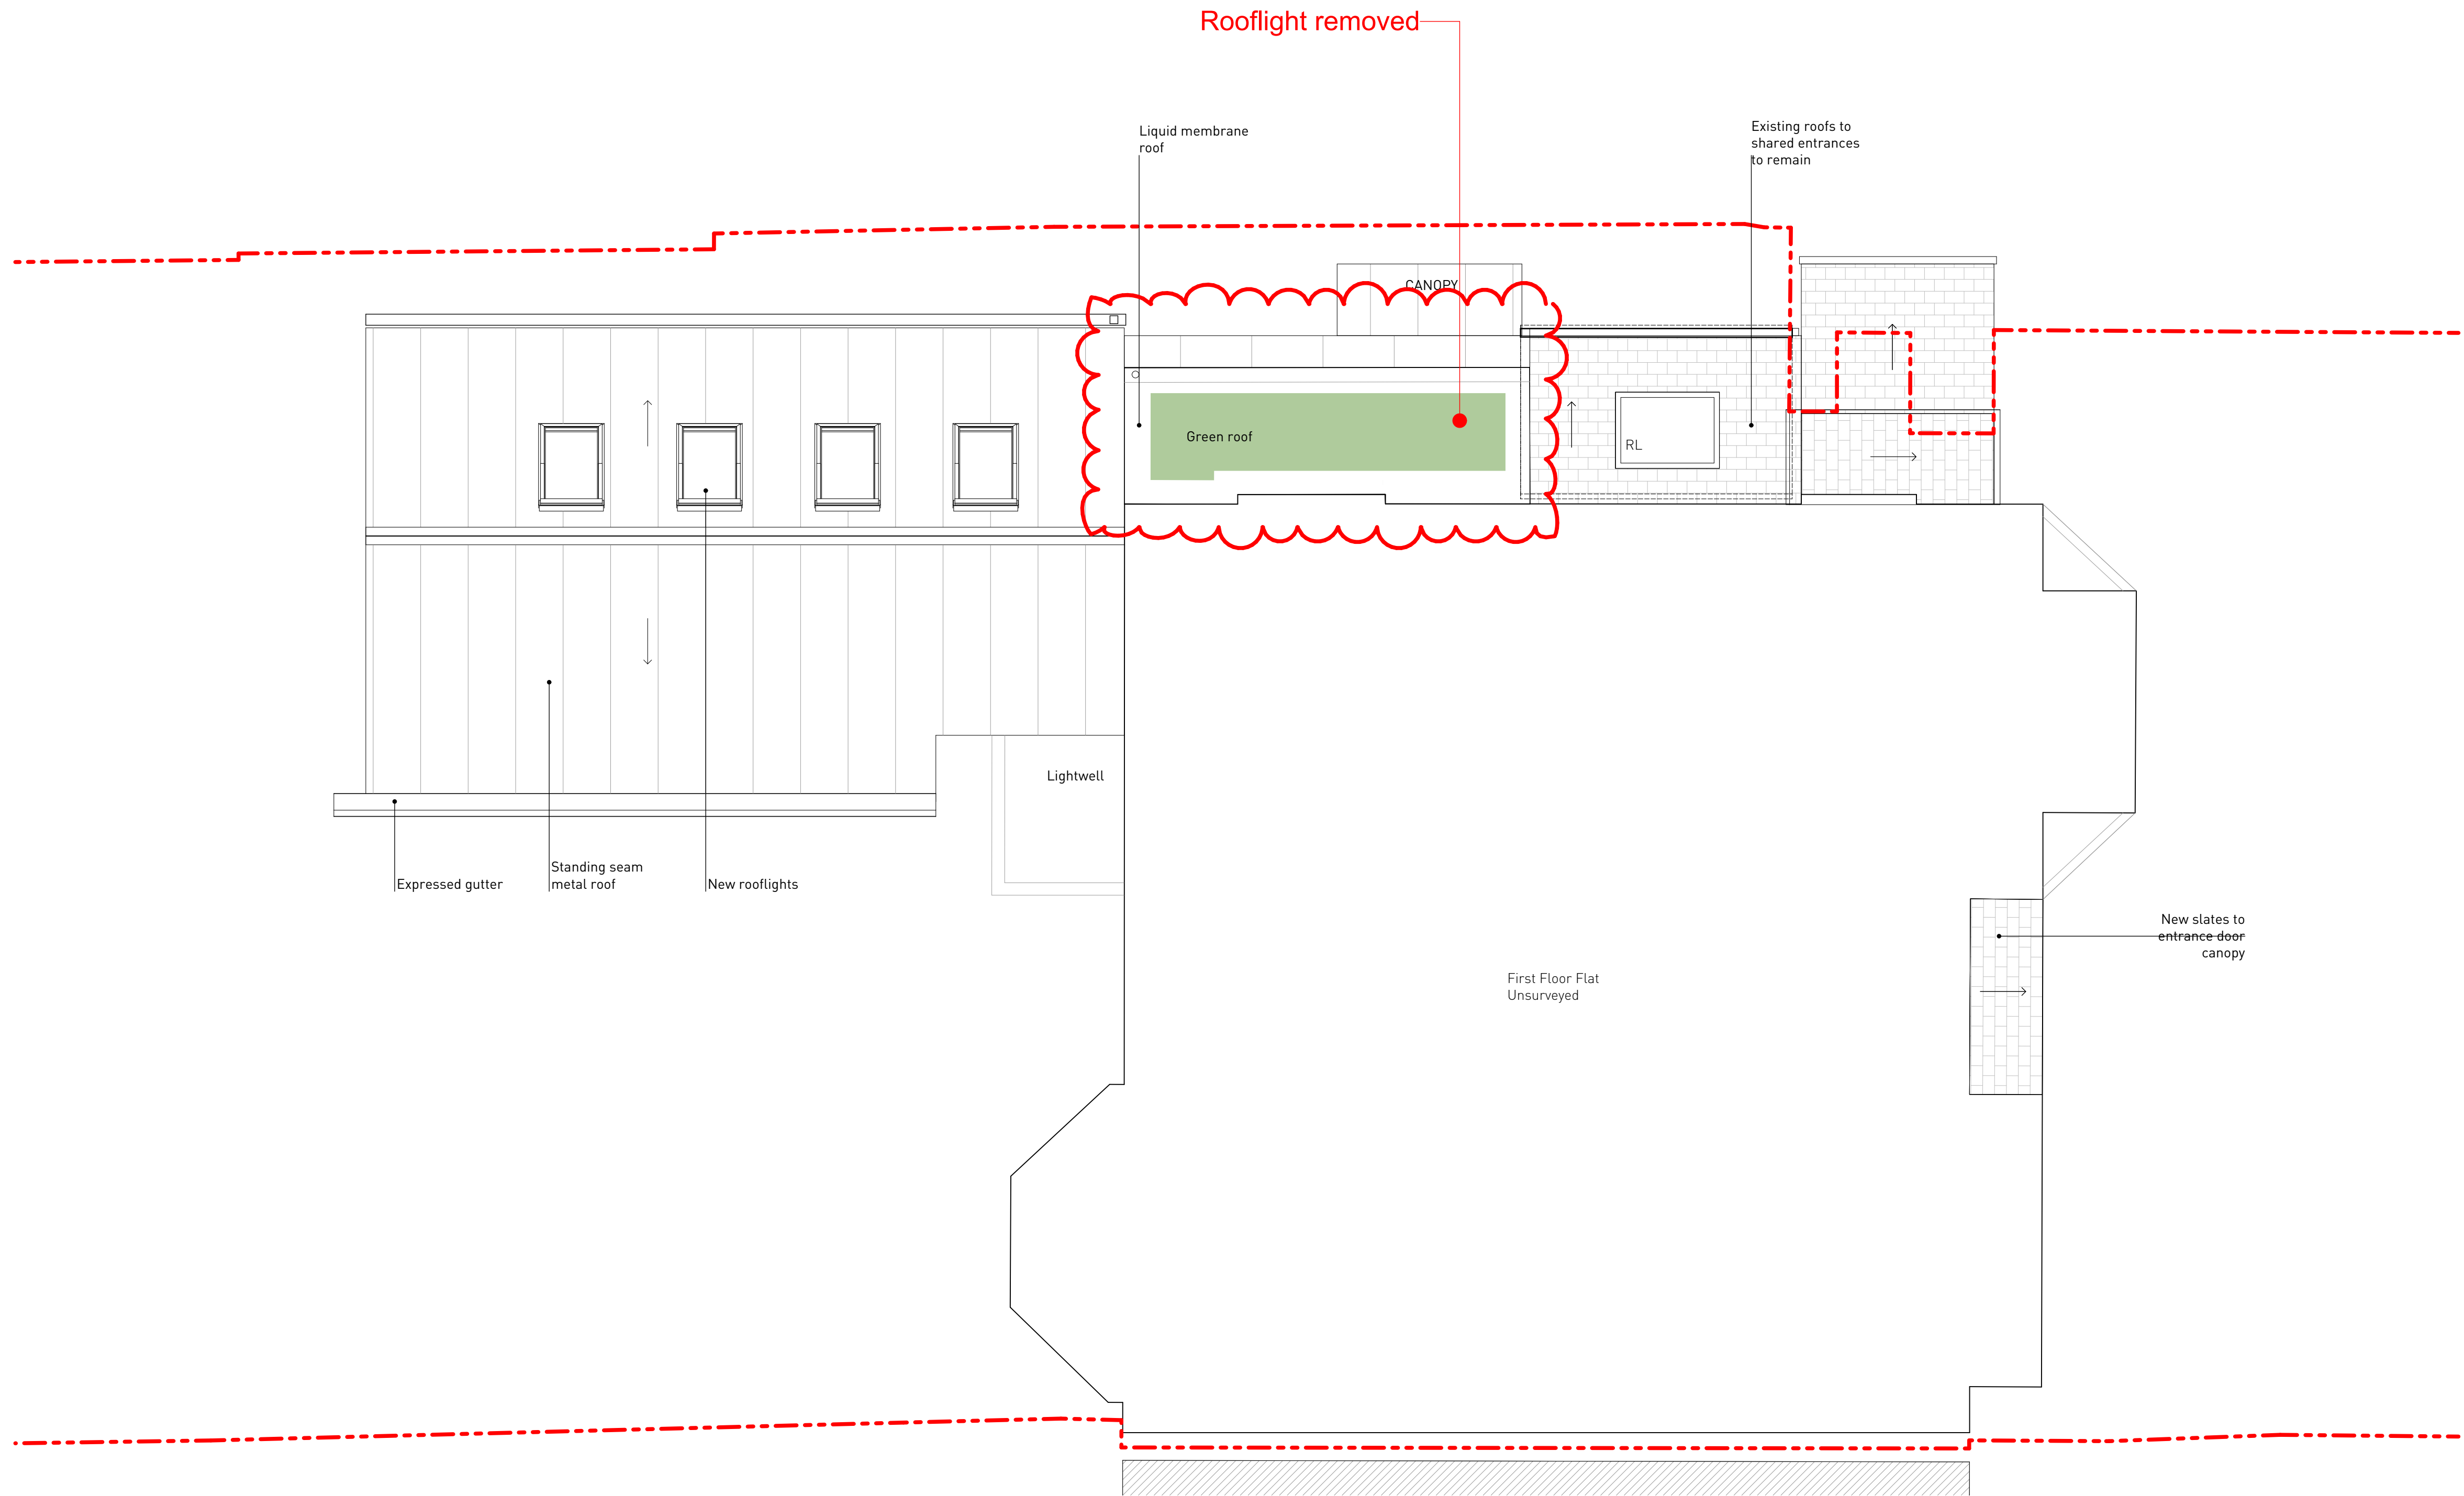 Rooflight removed
Liquid membrane
roof
Existing roofs to
shared entrances
to remain
CANOPY
Green roof
RL
Lightwell
Expressed gutter
Standing seam
metal roof
New rooflights
New slates to
entrance door
canopy
First Floor Flat
Unsurveyed